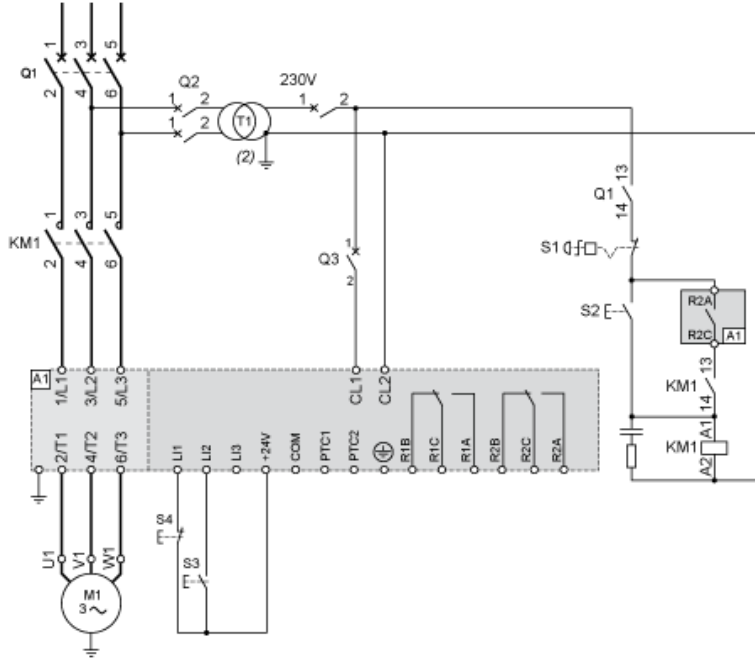 1 3 5
Q1
2 4 6
Q2
1 2
1 2
T1
(2)
230V
1 2
13
Q1
14
1 3 5
KM1
2 4 6
1
Q3
2
S1
S2
R2A
R2C
A1
13
KM1
14
A1
KM1
A2
A1
1/L1 3/L2 5/L3 CL1 CL2
2/T1 4/T2 6/T3 LI1 LI2 LI3 +24V COM PTC1 PTC2 R1B R1C R1A R2B R2C R2A
S4
S3
U1 V1 W1
M1
3 ~